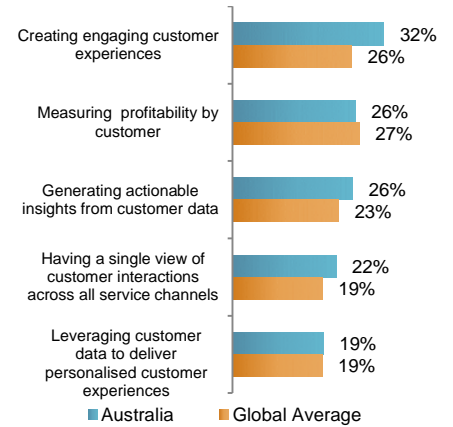 Creating engaging customer
experiences
32%
26%
Measuring profitability by
customer
26%
27%
Generating actionable
insights from customer data
26%
23%
Having a single view of
customer interactions
across all service channels
22%
19%
Leveraging customer
data to deliver
personalised customer
experiences
19%
19%
Australia Global Average